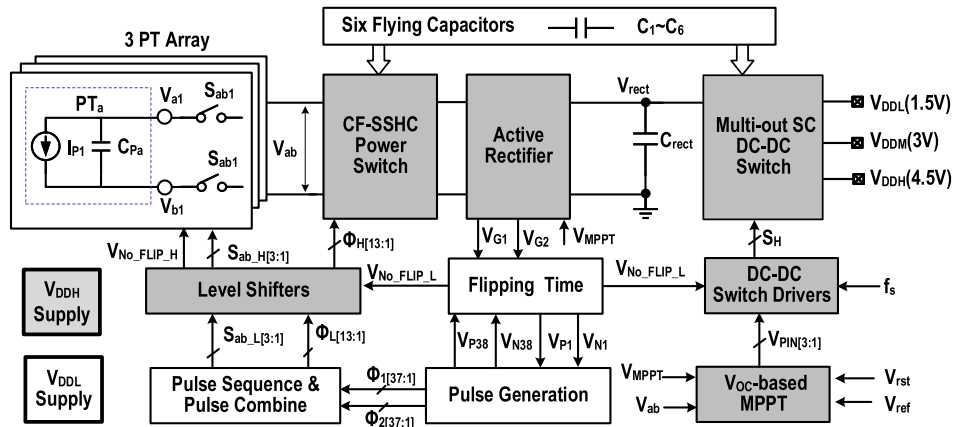 Six Flying Capacitors C1~C6
3 PT Array
PTa
Va1
Sab1
IP1
CPa
Sab1
Vb1
Vab
CF-SSHC
Power
Switch
Active
Rectifier
Vrect
Crect
Multi-out SC
DC-DC
Switch
VDDL(1.5V)
VDDM(3V)
VDDH(4.5V)
VNo_FLIP_H
Sab_H[3:1]
ΦH[13:1]
VG1
VG2
VMPPT
SH
VDDH
Supply
Level Shifters
VNo_FLIP_L
Flipping Time
VNo_FLIP_L
DC-DC
Switch Drivers
fs
Sab_L[3:1]
ΦL[13:1]
VP38
VN38
VP1
VN1
VPIN[3:1]
VDDL
Supply
Pulse Sequence &
Pulse Combine
Φ1[37:1]
Φ2[37:1]
Pulse Generation
VMPPT
Vab
VOC-based
MPPT
Vrst
Vref